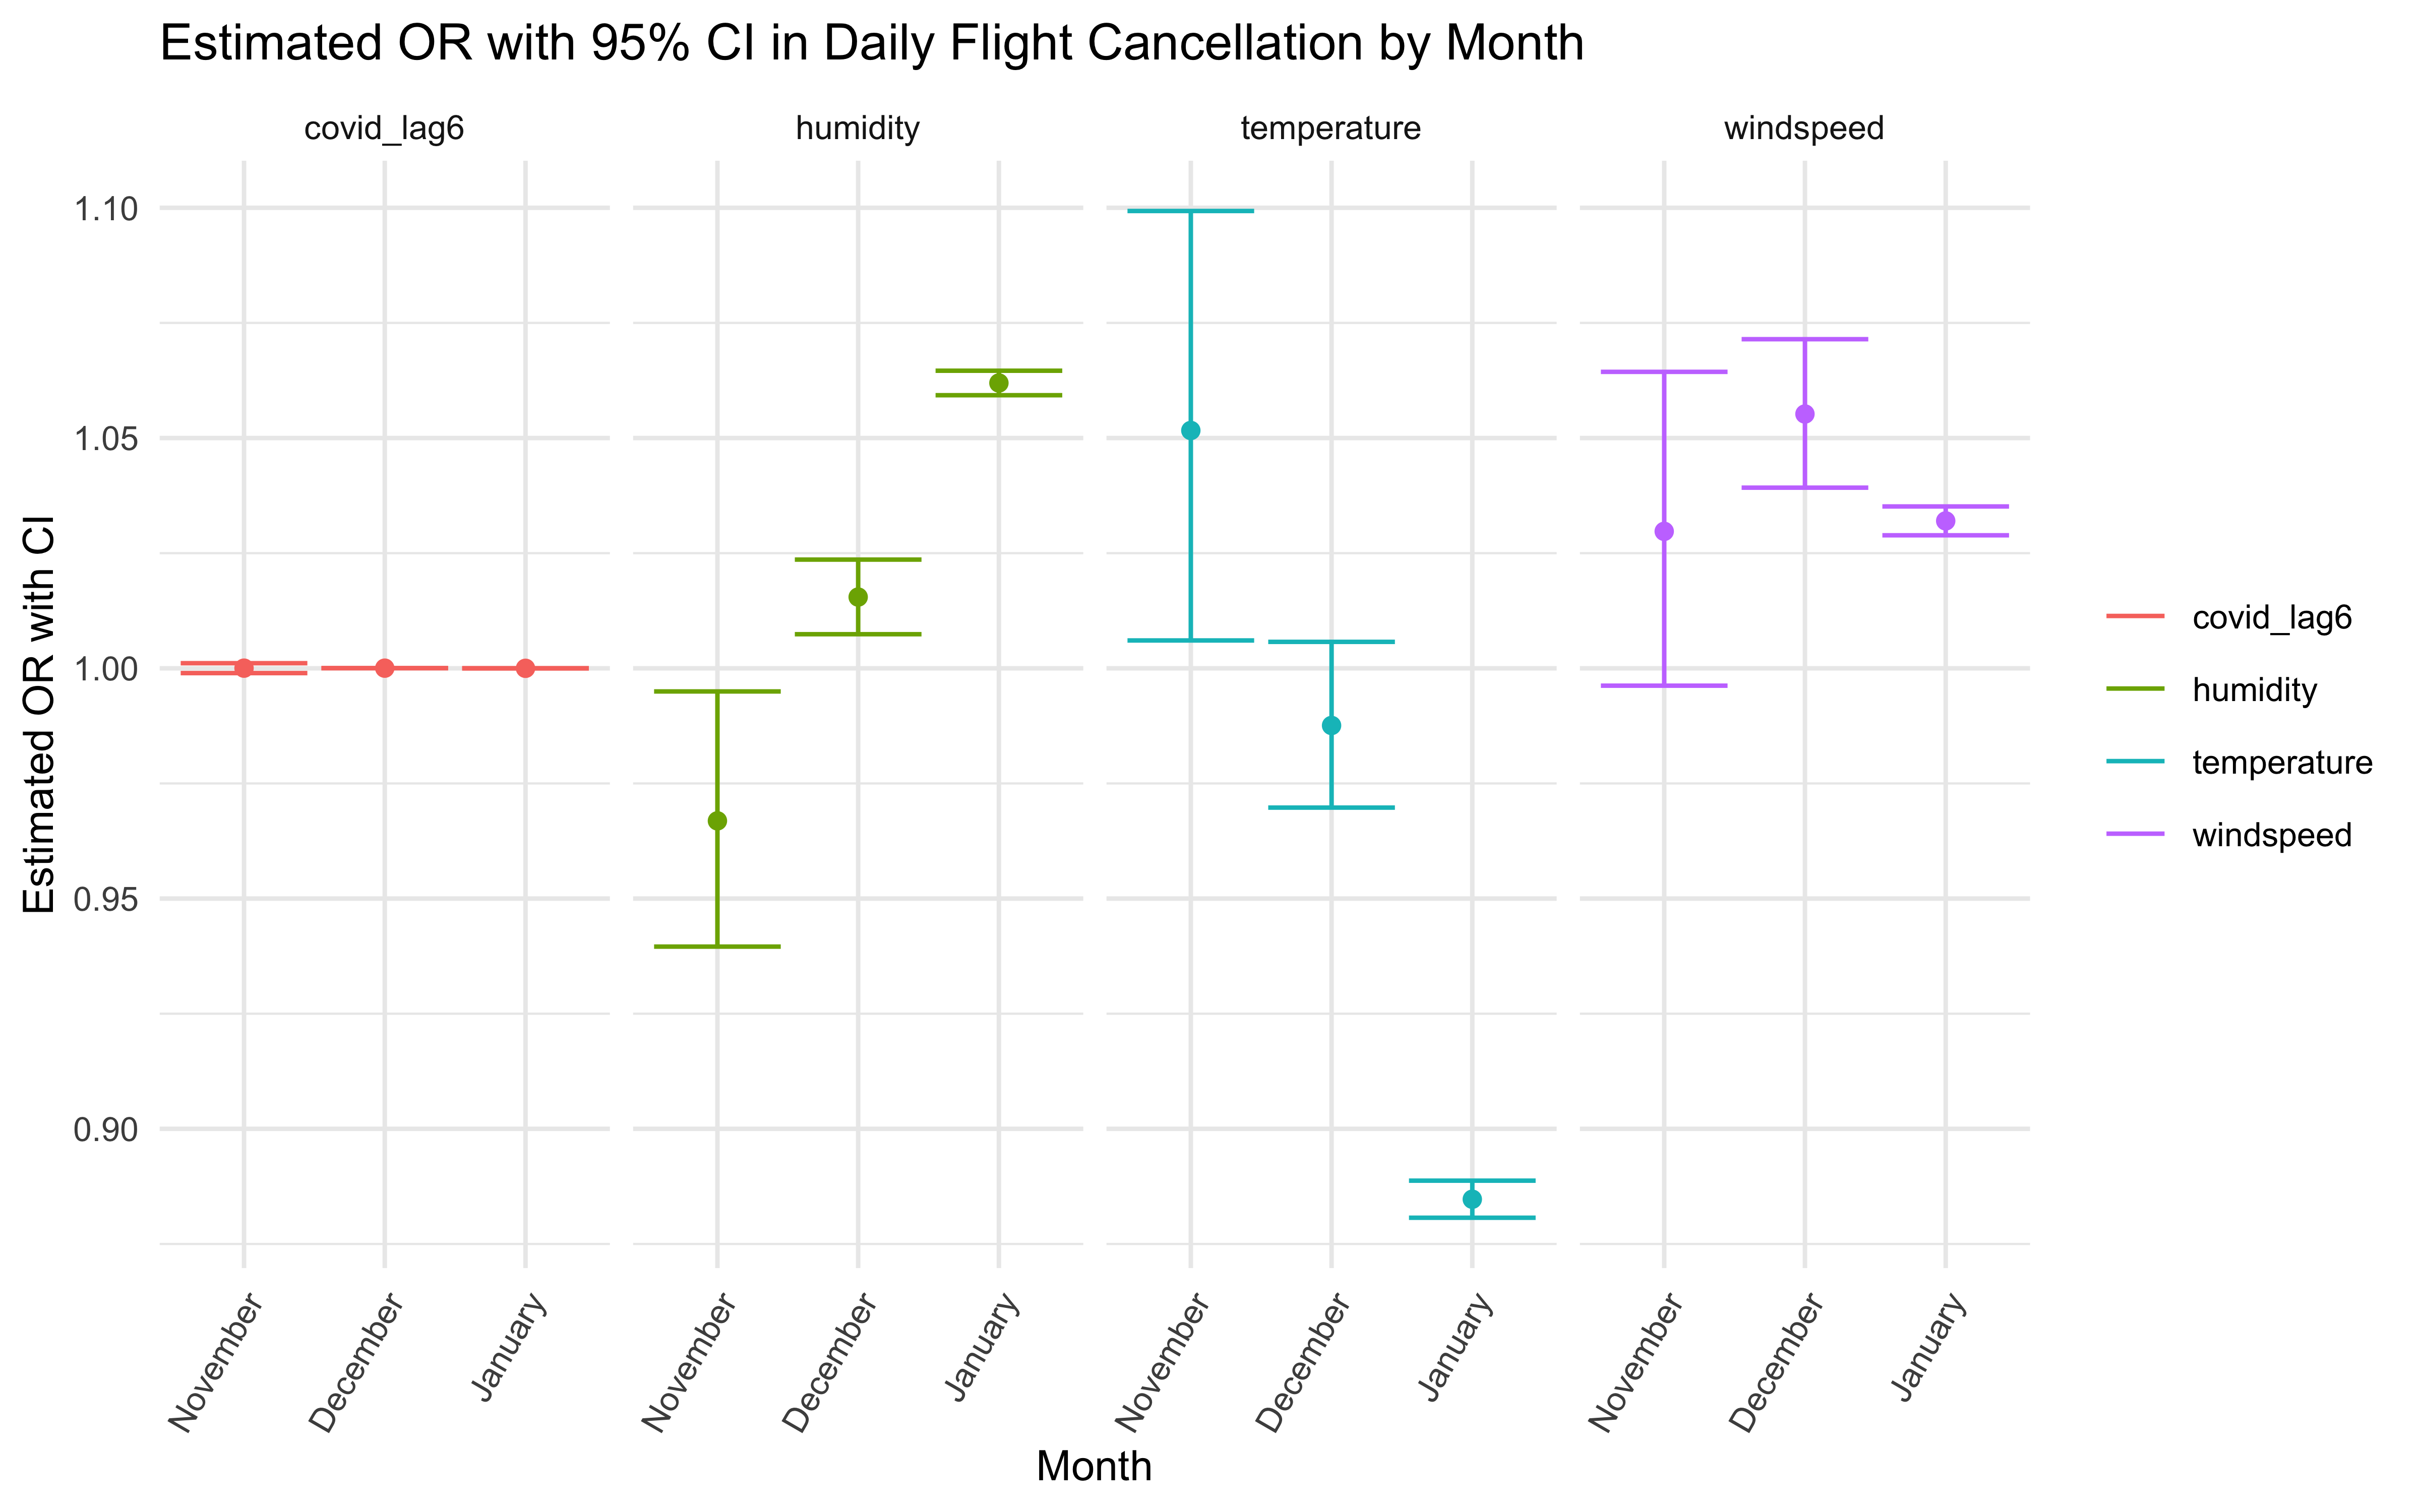 Estimated OR with 95% CI in Daily Flight Cancellation by Month
covid_lag6
humidity
temperature
windspeed
Estimated OR with CI
1.10
1.05
1.00
0.95
0.90
November
December
January
November
December
January
November
December
January
November
December
January
Month
covid_lag6
humidity
temperature
windspeed